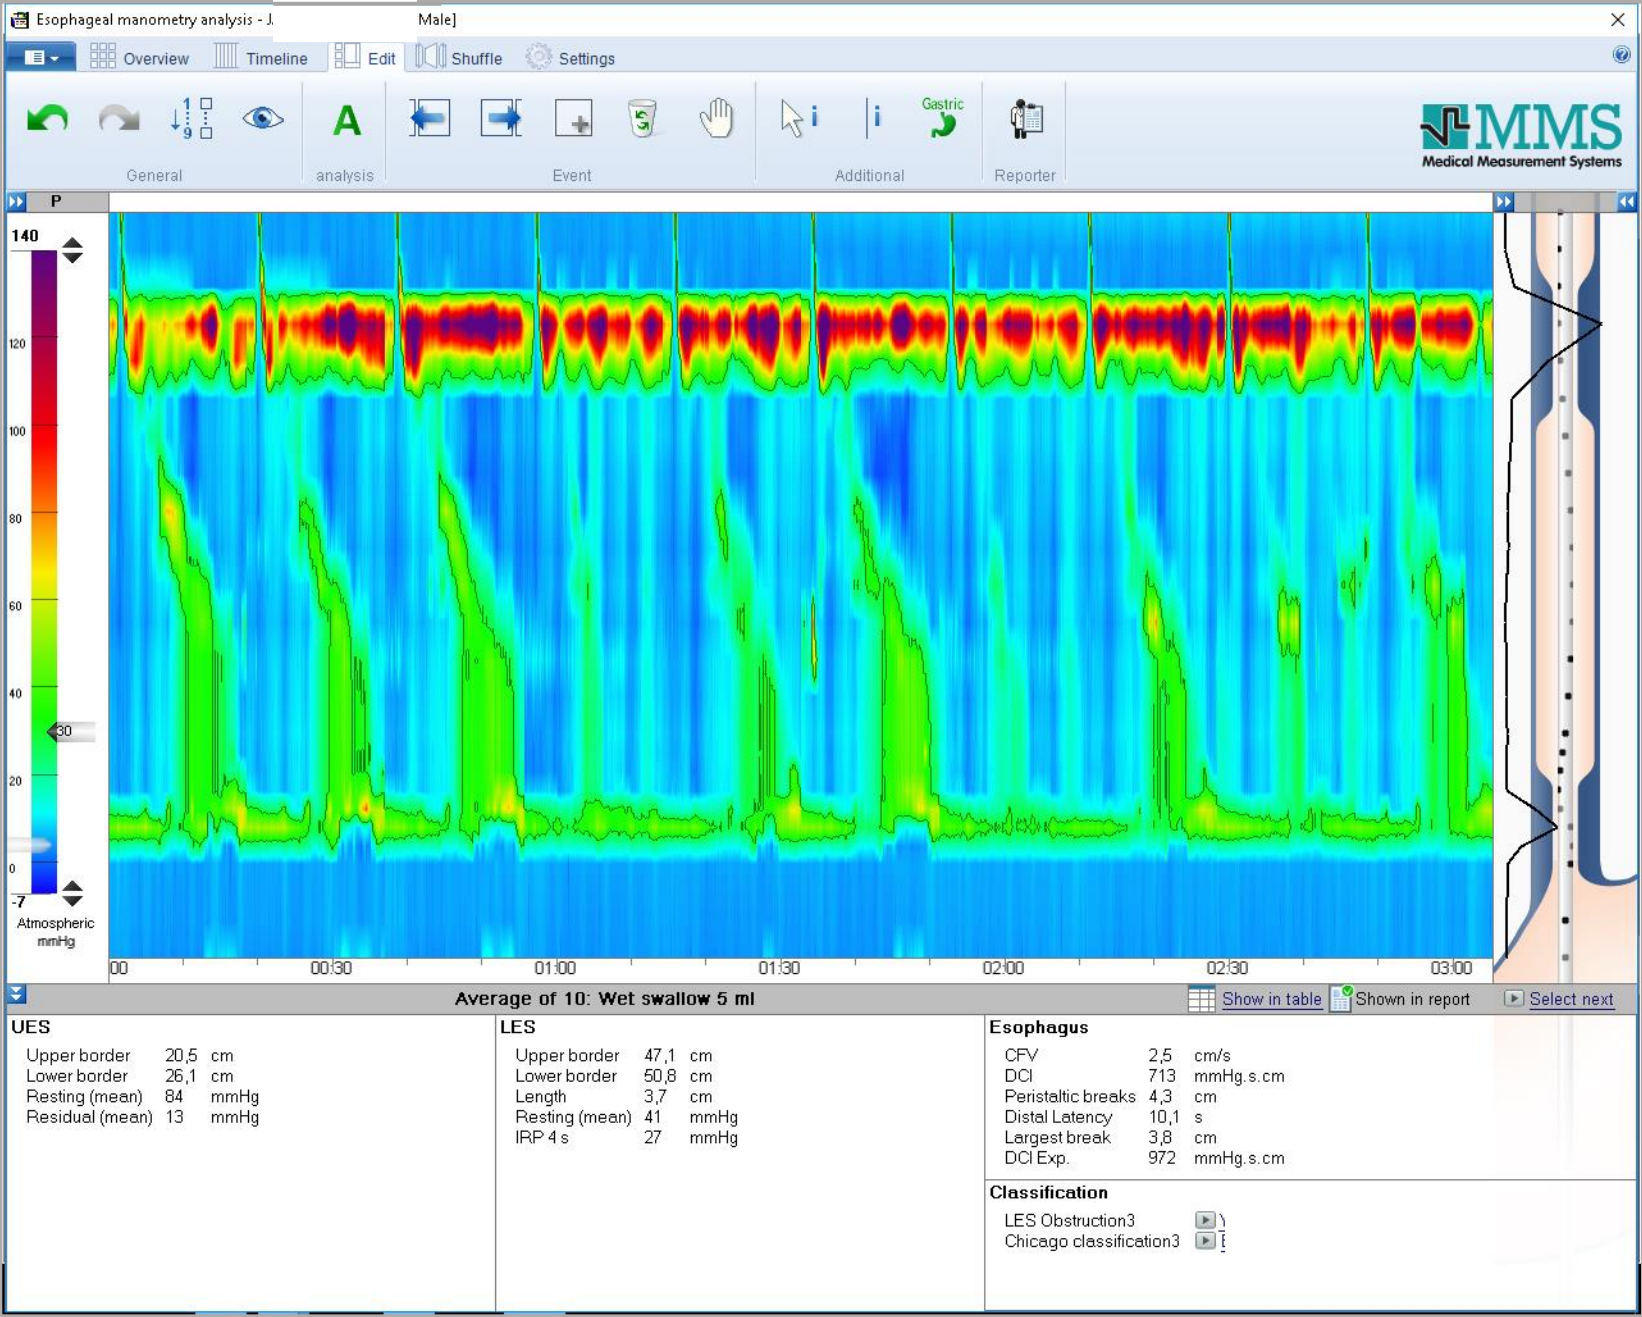 Esophageal manometry analysis - J. Male]
Overview Timeline Edit Shuffle Settings
1
9
A
i
i
Gastric
General analysis Event Additional Reporter
MMS
Medical Measurement Systems
P
140
120
100
80
60
40
30
20
0
-7
Atmospheric
mmHg
00 00:30 01:00 01:30 02:00 02:30 03:00
Average of 10: Wet swallow 5 ml Show in table Shown in report Select next
UES
Upper border 20,5 cm
Lower border 26,1 cm
Resting (mean) 84 mmHg
Residual (mean) 13 mmHg
LES
Upper border 47,1 cm
Lower border 50,8 cm
Length 3,7 cm
Resting (mean) 41 mmHg
IRP 4 s 27 mmHg
Esophagus
CFV 2,5 cm/s
DCI 713 mmHg.s.cm
Peristaltic breaks 4,3 cm
Distal Latency 10,1 s
Largest break 3,8 cm
DCI Exp. 972 mmHg.s.cm
Classification
LES Obstruction3
Chicago classification3